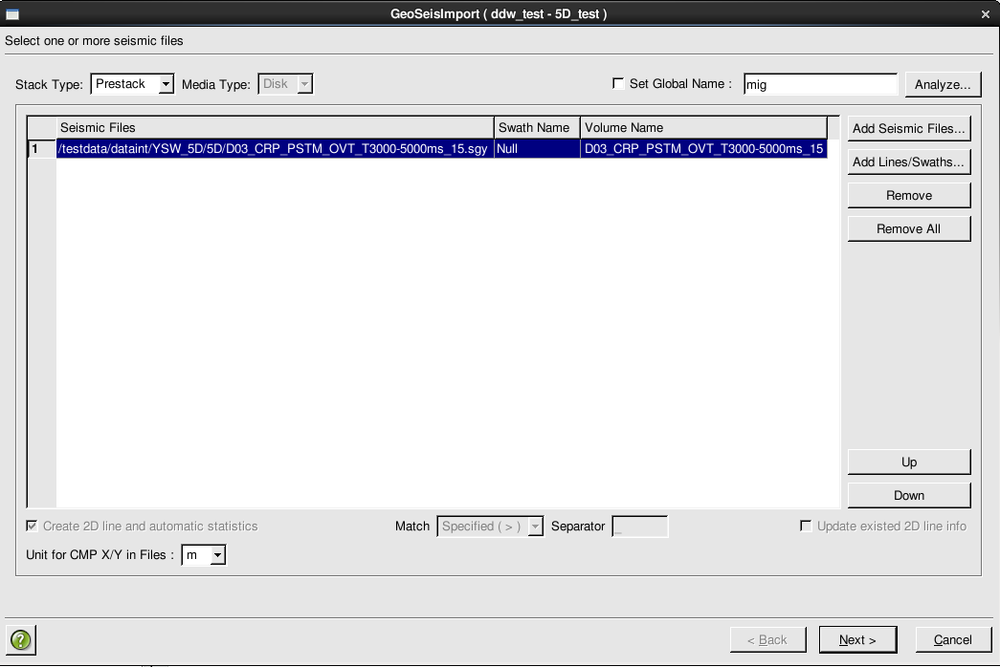 GeoSeisImport ( ddw_test - 5D_test )
Select one or more seismic files
Stack Type: Prestack Media Type: Disk Set Global Name : mig Analyze...
Seismic Files Swath Name Volume Name
1 /testdata/dataint/YSW_5D/5D/D03_CRP_PSTM_OVT_T3000-5000ms_15.sgy Null D03_CRP_PSTM_OVT_T3000-5000ms_15
Add Seismic Files...
Add Lines/Swaths...
Remove
Remove All
Up
Down
Create 2D line and automatic statistics Match Specified ( > ) Separator _ Update existed 2D line info
Unit for CMP X/Y in Files : m
? < Back Next > Cancel